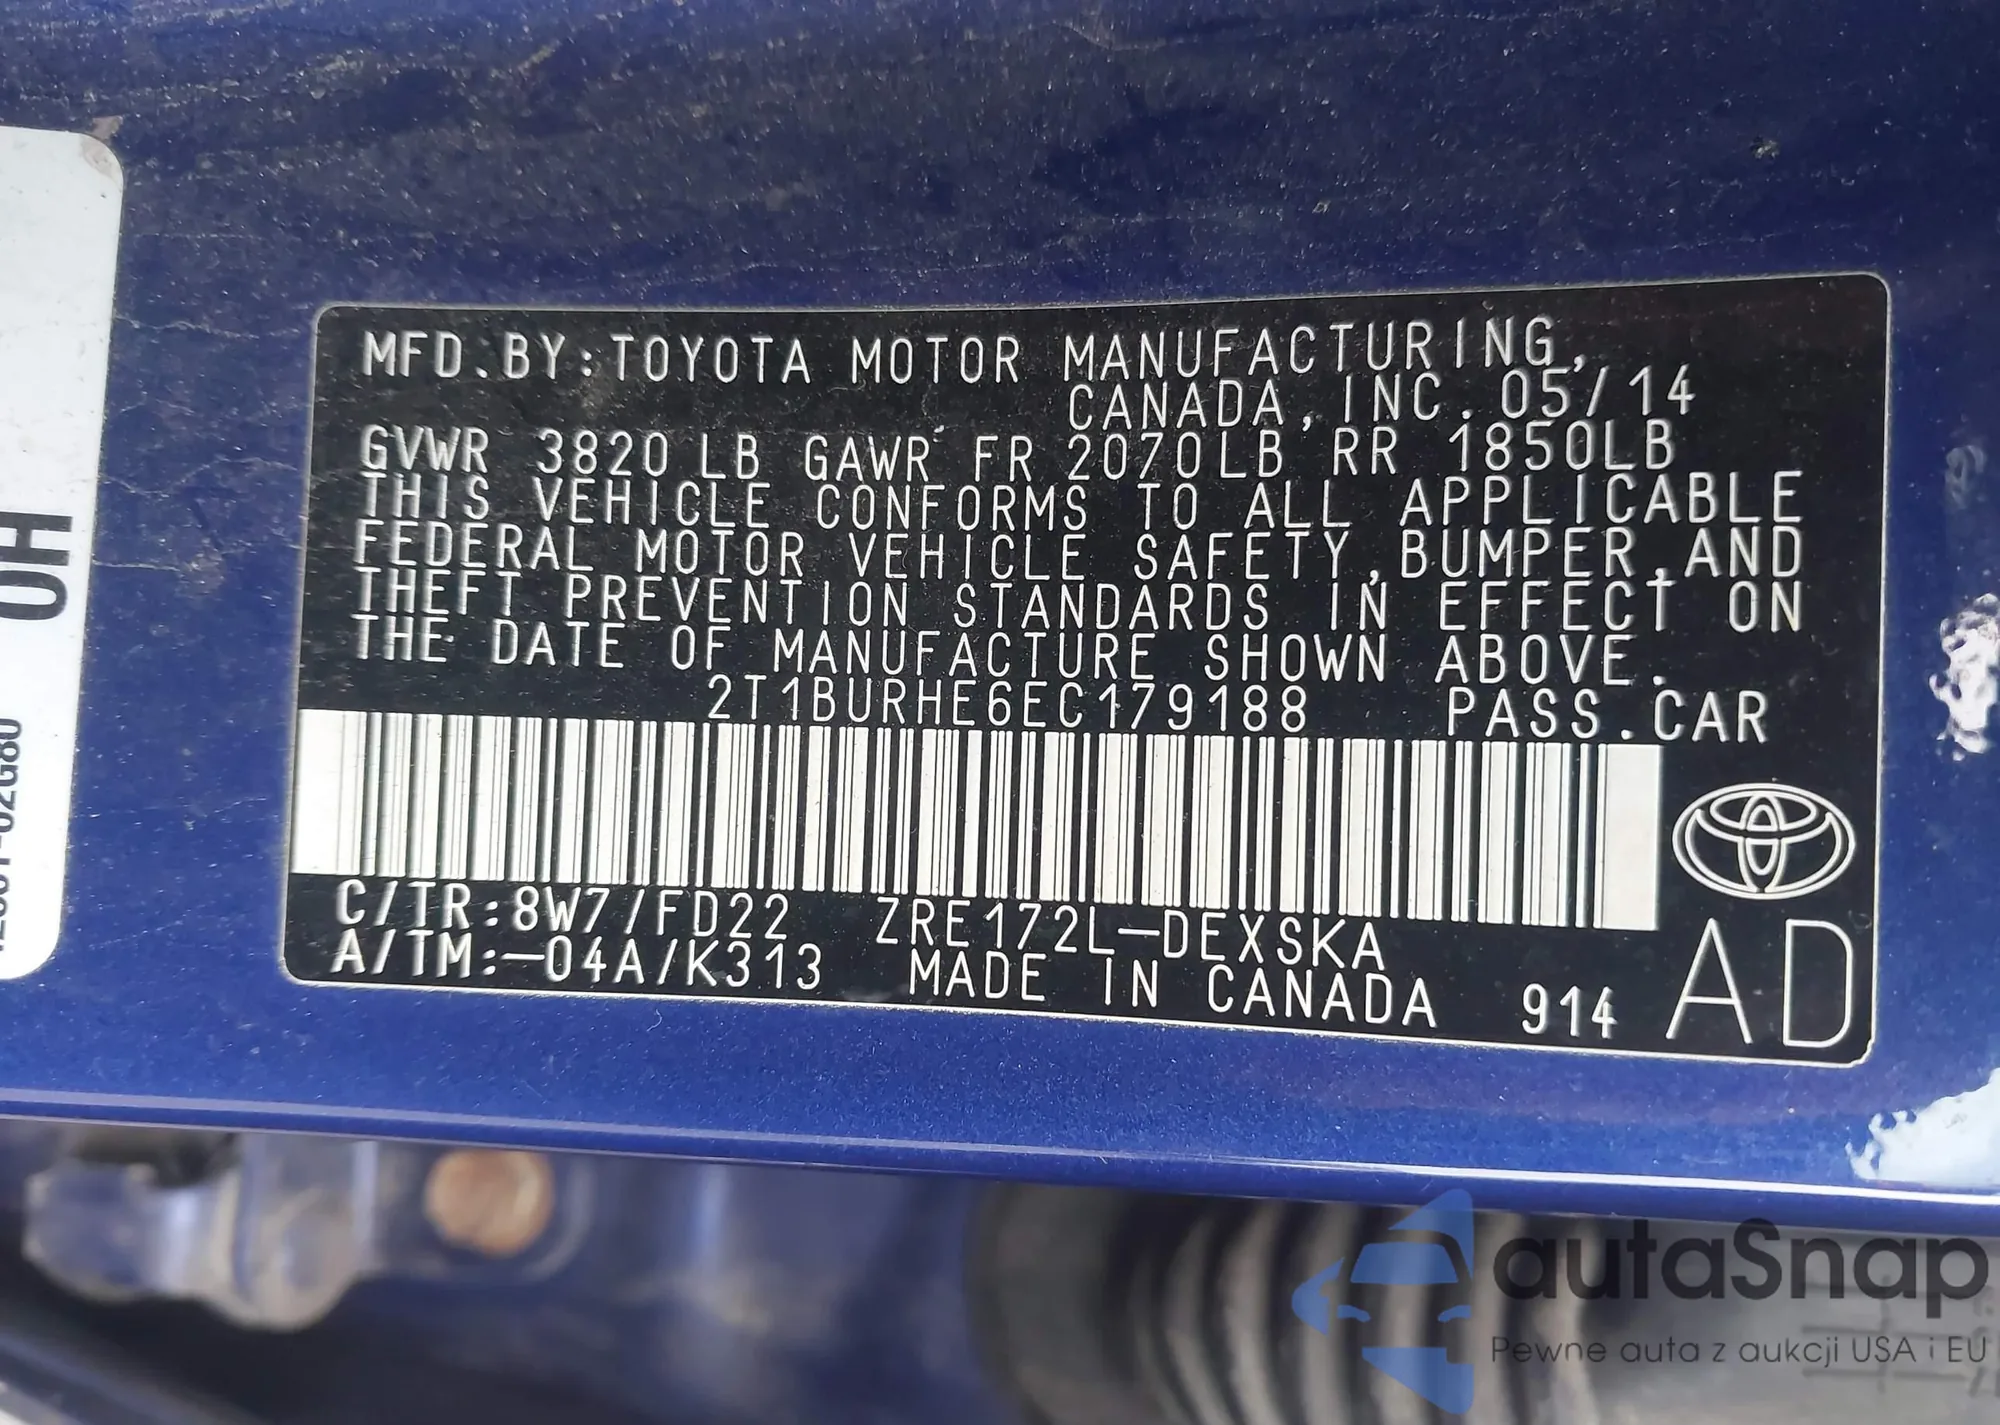 MFD.BY:TOYOTA MOTOR MANUFACTURING,
CANADA, INC. 05/14
GVWR 3820 LB GAWR FR 2070LB RR 1850LB
THIS VEHICLE CONFORMS TO ALL APPLICABLE
FEDERAL MOTOR VEHICLE SAFETY, BUMPER, AND
THEFT PREVENTION STANDARDS IN EFFECT ON
THE DATE OF MANUFACTURE SHOWN ABOVE.
2T1BURHE6EC179188 PASS.CAR
C/TR:8W7/FD22 ZRE172L-DEXSKA
A/TM:-04A/K313 MADE IN CANADA 914
AD
0H
autaSnap
Pewne auta z aukcji USA i EU